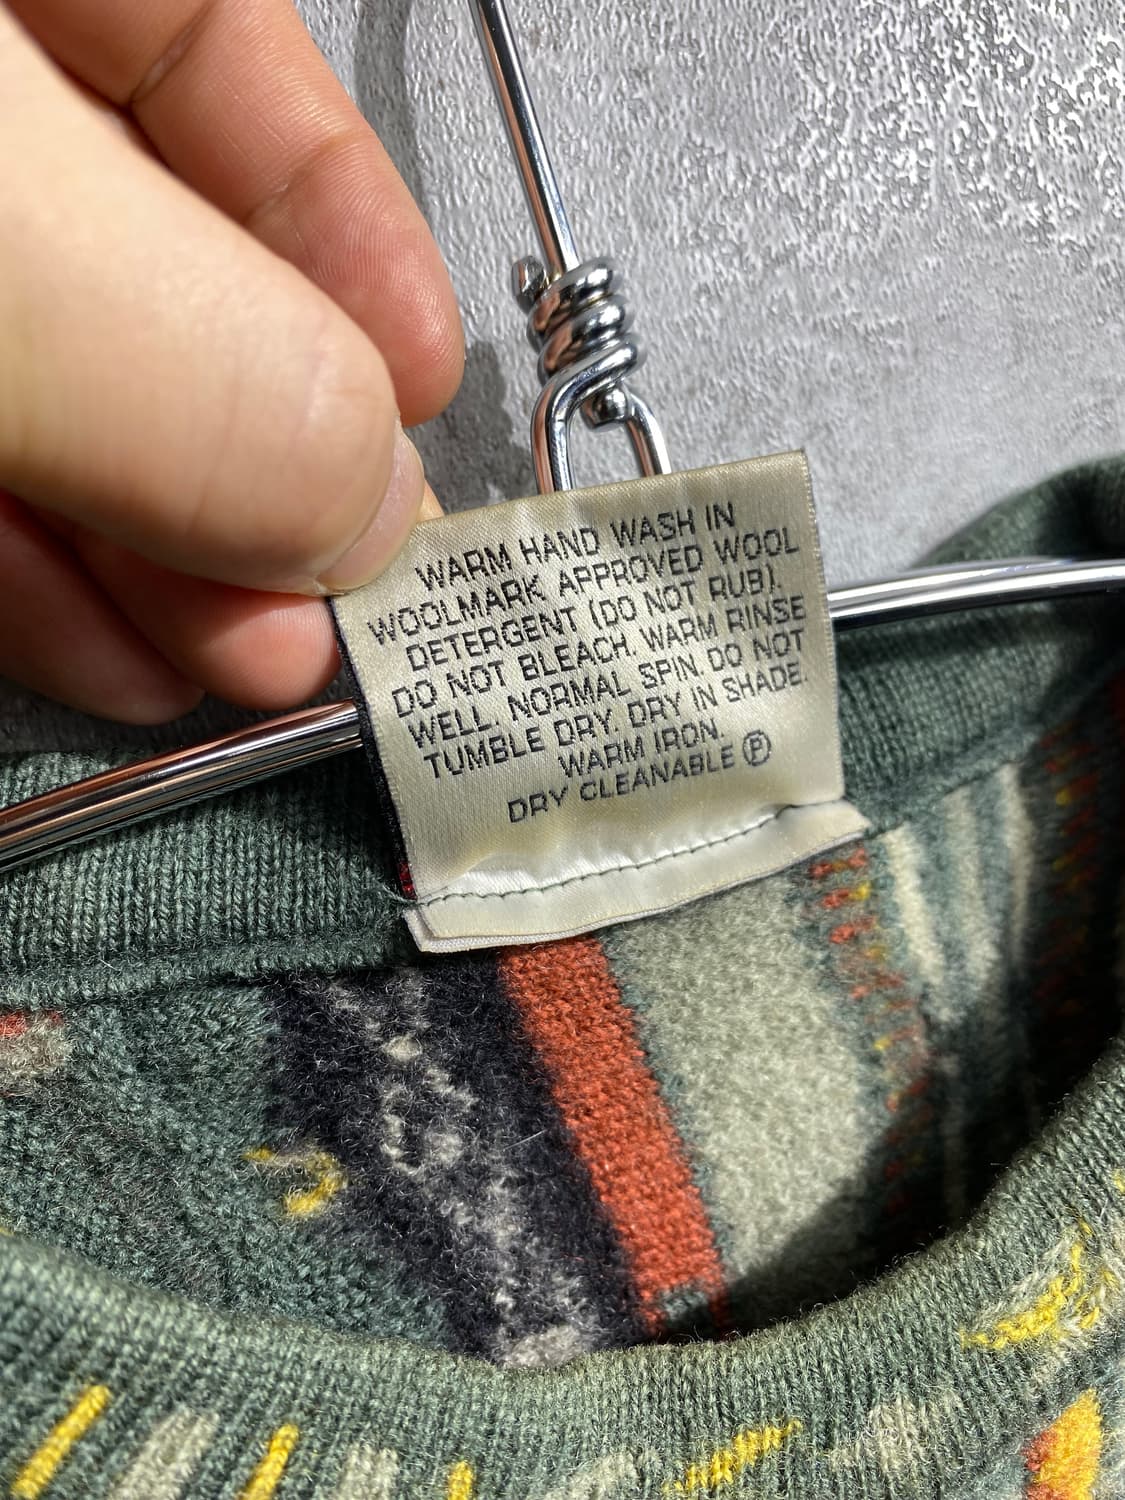 WARM HAND WASH IN
WOOLMARK APPROVED WOOL
DETERGENT (DO NOT RUB).
DO NOT BLEACH. WARM RINSE
WELL. NORMAL SPIN. DO NOT
TUMBLE DRY. DRY IN SHADE.
WARM IRON.
DRY CLEANABLE Ⓟ